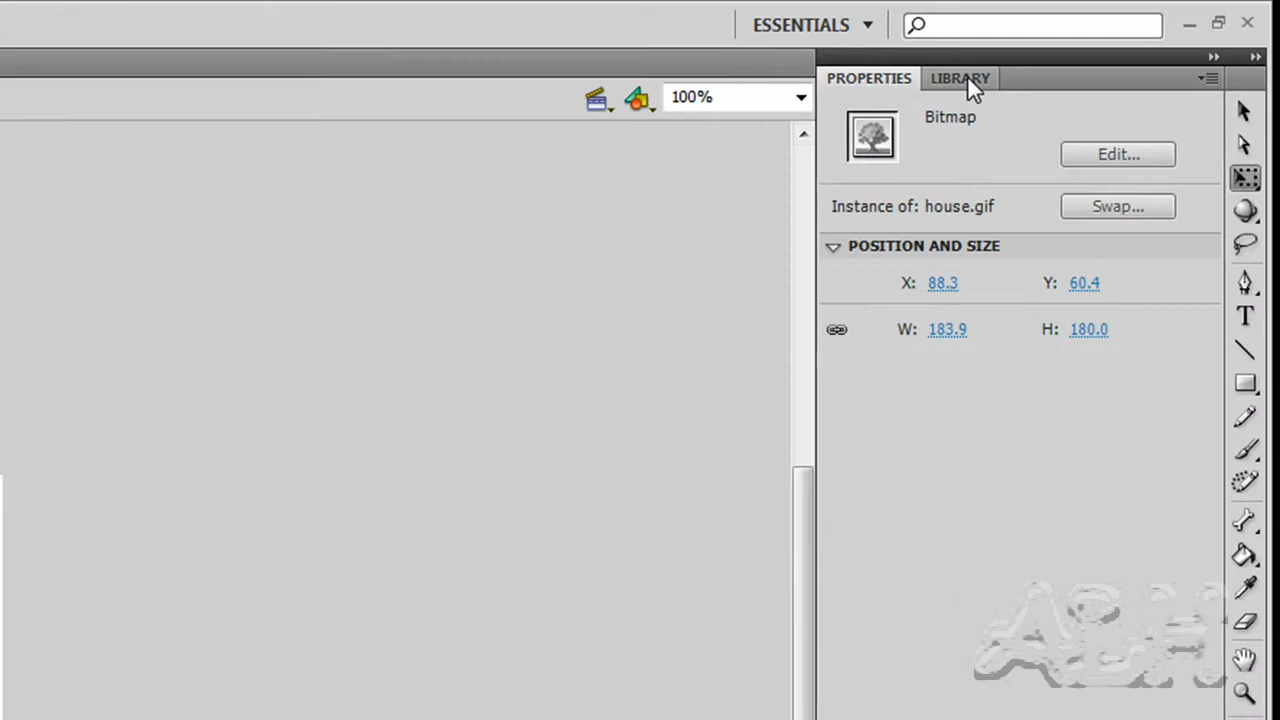 ESSENTIALS
PROPERTIES LIBRARY
100%
Bitmap
Edit...
Instance of: house.gif Swap...
POSITION AND SIZE
X: 88.3 Y: 60.4
W: 183.9 H: 180.0
T